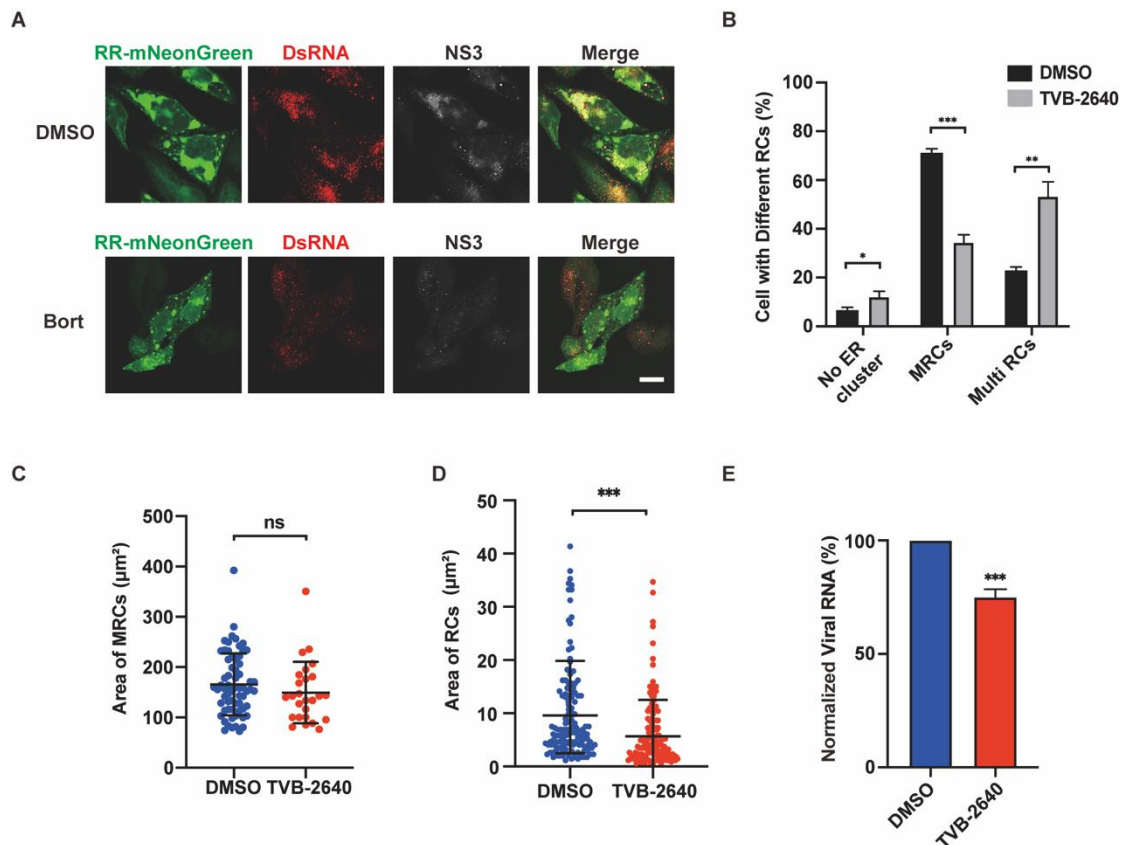 A
RR-mNeonGreen DsRNA NS3 Merge
DMSO
RR-mNeonGreen DsRNA NS3 Merge
Bort
B
Cell with Different RCs (%)
100
80
60
40
20
0
DMSO
TVB-2640
*
***
**
No ER
cluster
MRCs
Multi RCs
C
Area of MRCs (µm²)
500
400
300
200
100
0
ns
DMSO TVB-2640
D
Area of RCs (µm²)
50
40
30
20
10
0
***
DMSO TVB-2640
E
Normalized Viral RNA (%)
100
50
0
***
DMSO
TVB-2640